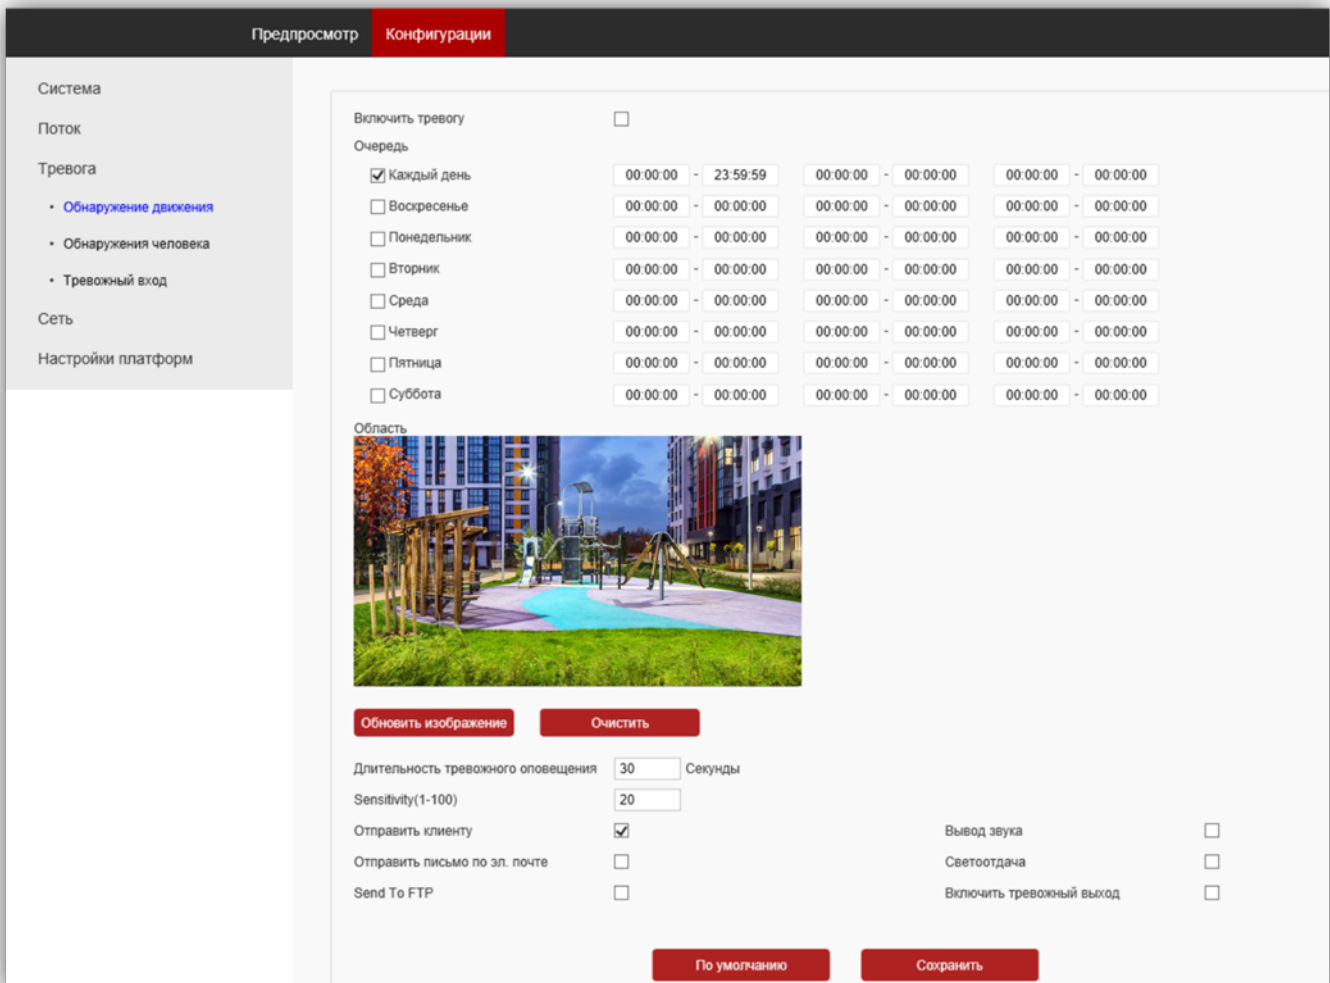 Предпросмотр Конфигурации
Система
Поток
Тревога
• Обнаружение движения
• Обнаружения человека
• Тревожный вход
Сеть
Настройки платформ
Включить тревогу
Очередь
Каждый день 00:00:00 - 23:59:59 00:00:00 - 00:00:00 00:00:00 - 00:00:00
Воскресенье 00:00:00 - 00:00:00 00:00:00 - 00:00:00 00:00:00 - 00:00:00
Понедельник 00:00:00 - 00:00:00 00:00:00 - 00:00:00 00:00:00 - 00:00:00
Вторник 00:00:00 - 00:00:00 00:00:00 - 00:00:00 00:00:00 - 00:00:00
Среда 00:00:00 - 00:00:00 00:00:00 - 00:00:00 00:00:00 - 00:00:00
Четверг 00:00:00 - 00:00:00 00:00:00 - 00:00:00 00:00:00 - 00:00:00
Пятница 00:00:00 - 00:00:00 00:00:00 - 00:00:00 00:00:00 - 00:00:00
Суббота 00:00:00 - 00:00:00 00:00:00 - 00:00:00 00:00:00 - 00:00:00
Область
Обновить изображение Очистить
Длительность тревожного оповещения 30 Секунды
Sensitivity(1-100) 20
Отправить клиенту Вывод звука
Отправить письмо по эл. почте Светоотдача
Send To FTP Включить тревожный выход
По умолчанию Сохранить